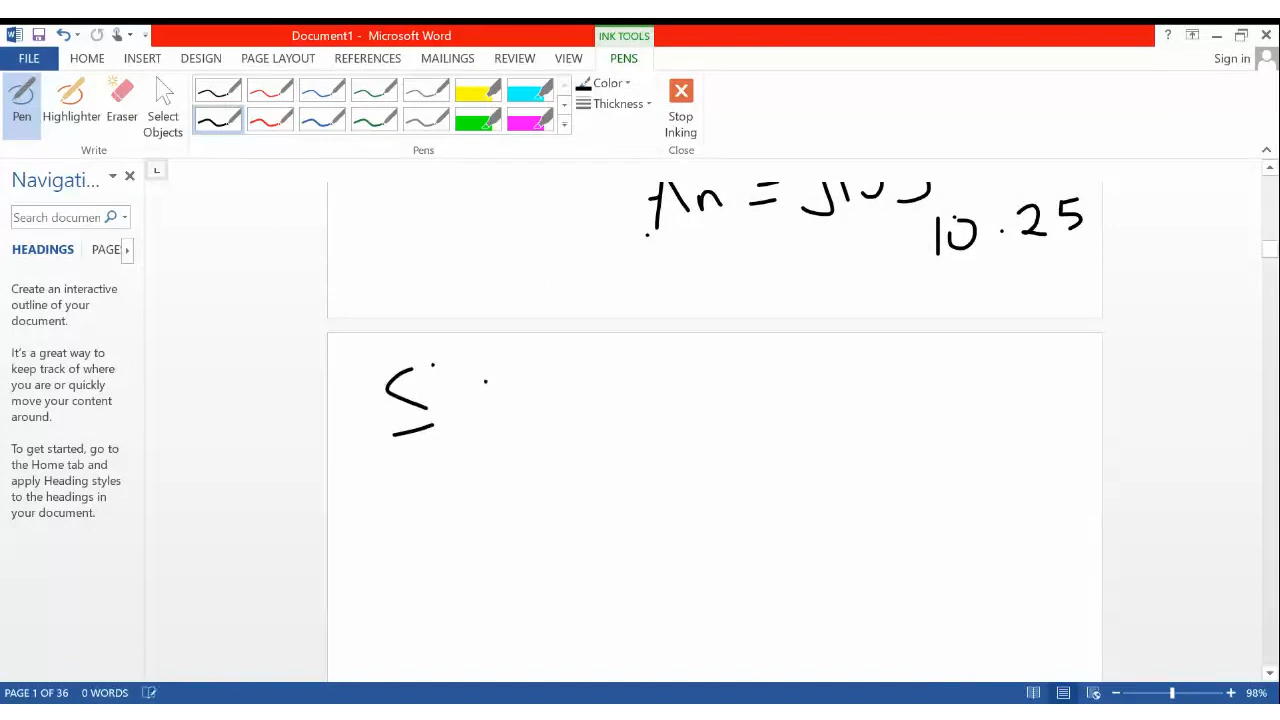 Document1 - Microsoft Word
INK TOOLS
?
FILE
HOME
INSERT
DESIGN
PAGE LAYOUT
REFERENCES
MAILINGS
REVIEW
VIEW
PENS
Sign in
Pen
Highlighter
Eraser
Select Objects
Color
Thickness
Stop Inking
Write
Pens
Close
Navigati...
Search documen
HEADINGS
PAGE
Create an interactive
outline of your
document.
It's a great way to
keep track of where
you are or quickly
move your content
around.
To get started, go to
the Home tab and
apply Heading styles
to the headings in
your document.
10.25
≤
PAGE 1 OF 36
0 WORDS
98%